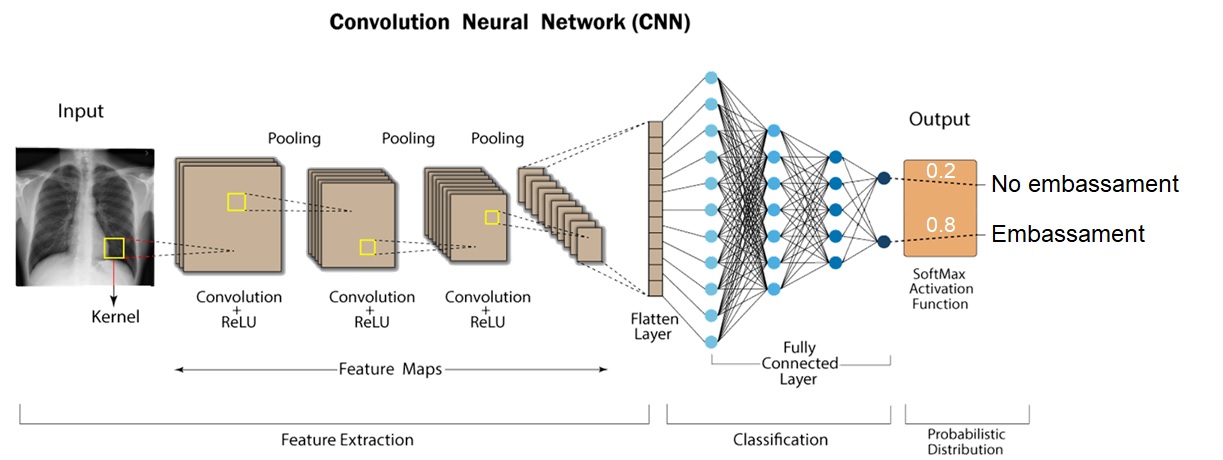 Convolution Neural Network (CNN)
Input
Pooling
Pooling
Pooling
Output
0.2
No embassament
0.8
Embassament
Kernel
Convolution
+
ReLU
Convolution
+
ReLU
Convolution
+
ReLU
Flatten
Layer
SoftMax
Activation
Function
Fully
Connected
Layer
Feature Maps
Feature Extraction
Classification
Probabilistic
Distribution